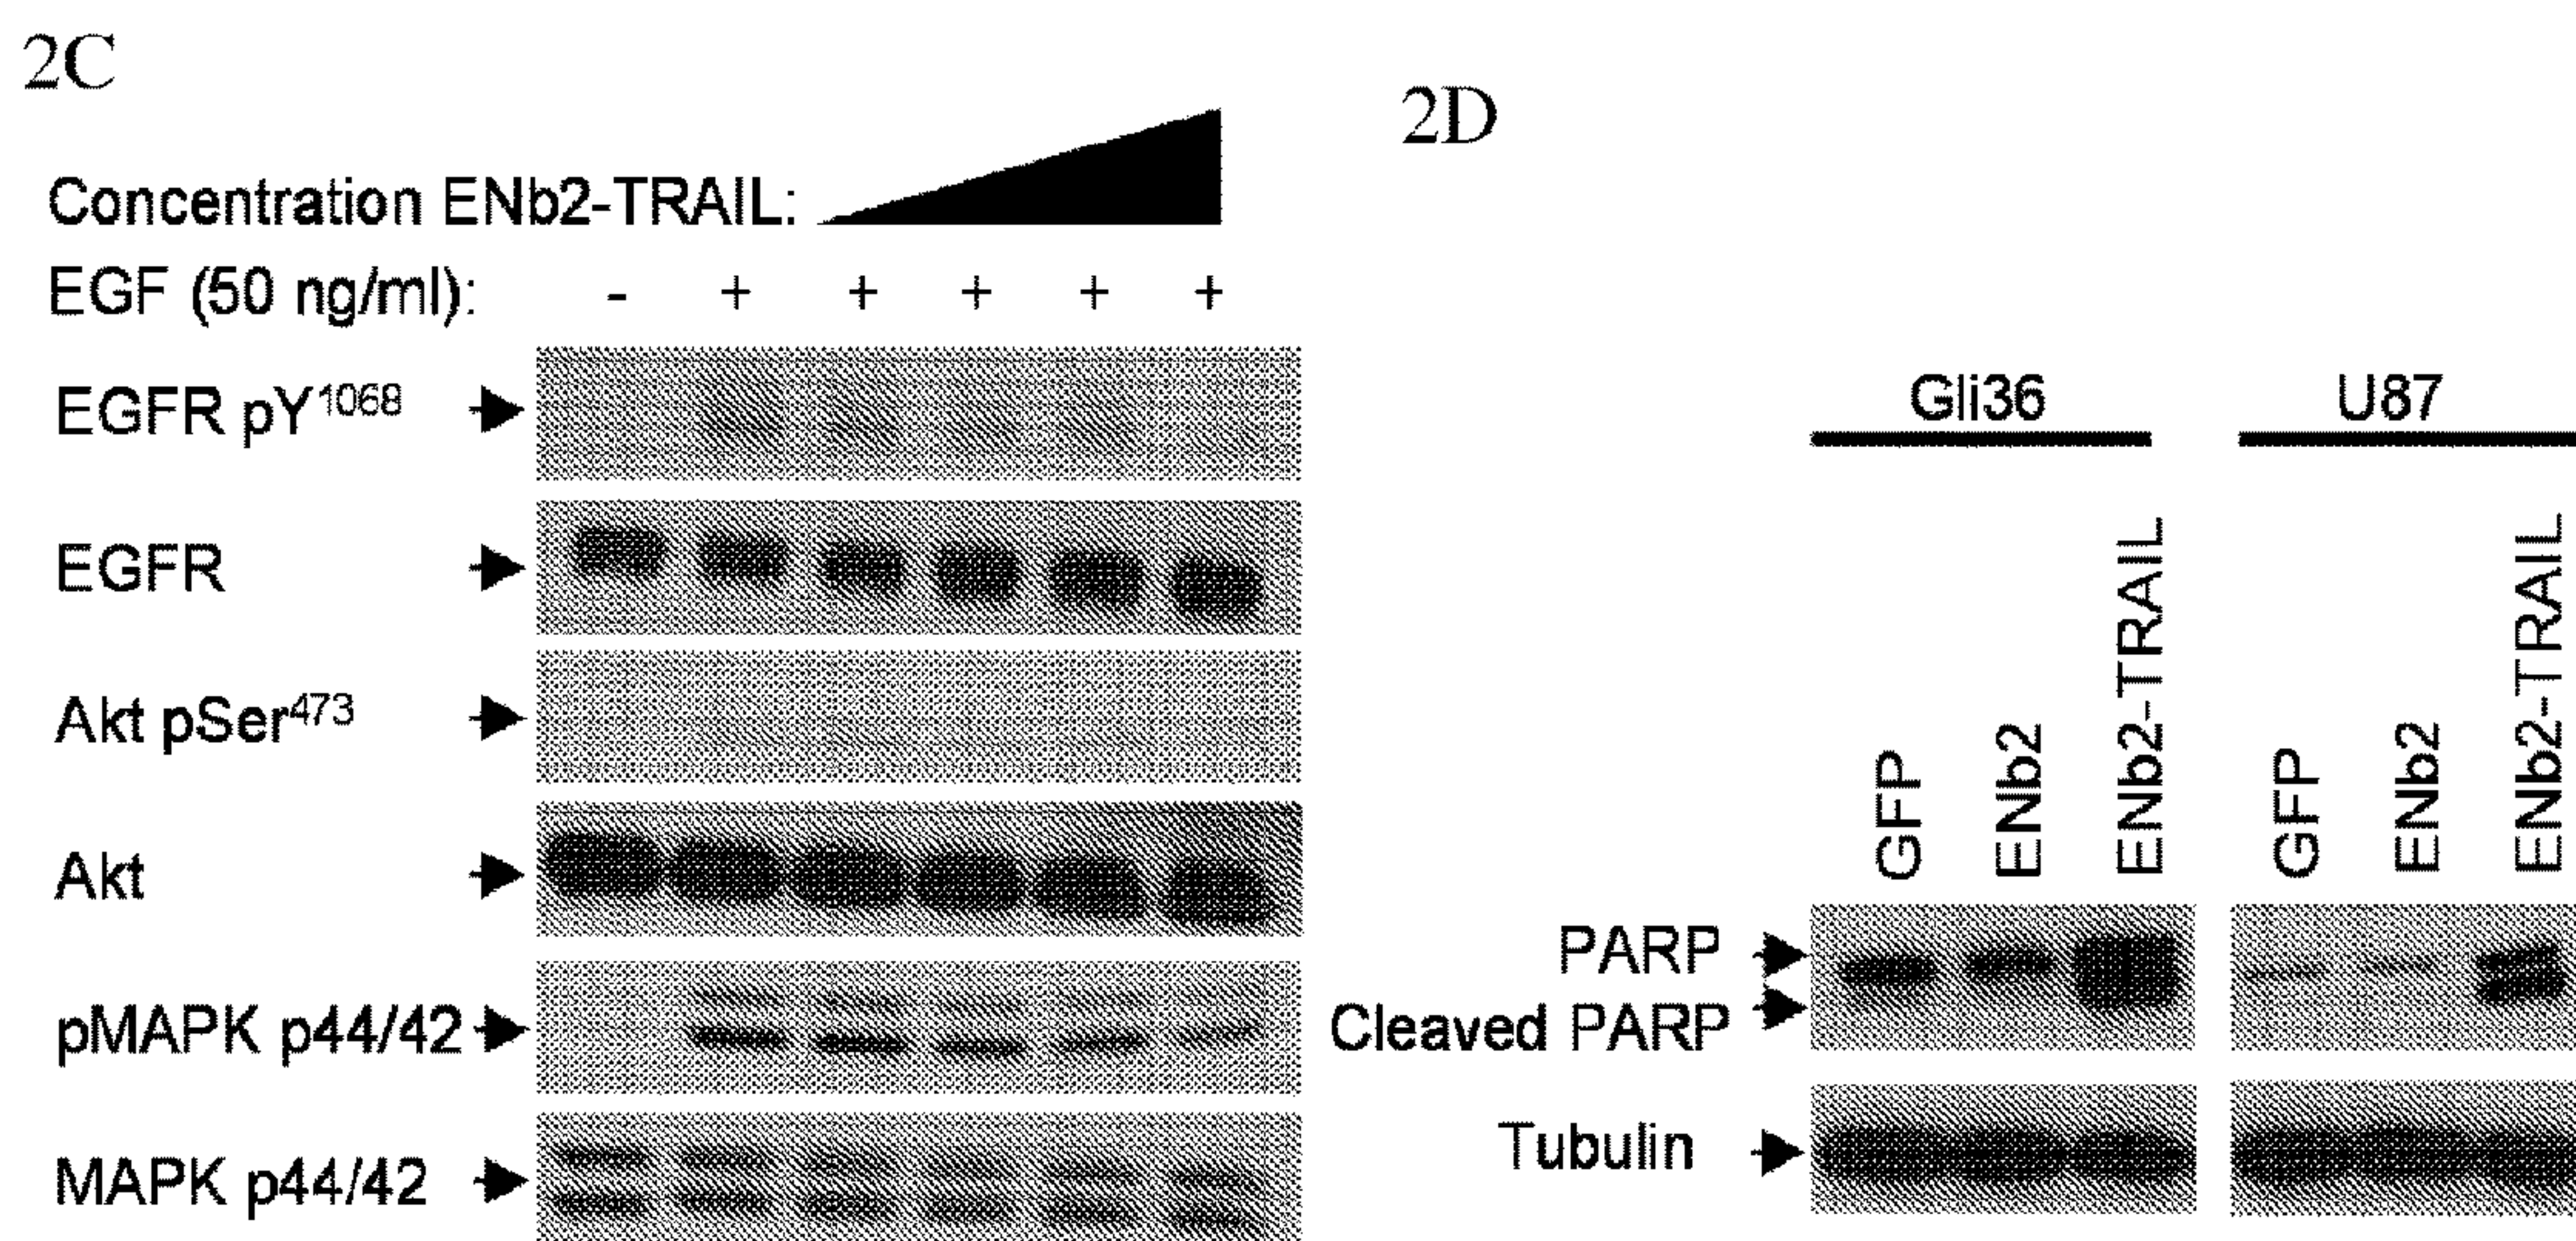 2C
Concentration ENb2-TRAIL:
EGF (50 ng/ml): - + + + + +
EGFR pY1068
EGFR
Akt pSer473
Akt
pMAPK p44/42
MAPK p44/42
2D
Gli36 U87
GFP ENb2 ENb2-TRAIL GFP ENb2 ENb2-TRAIL
PARP
Cleaved PARP
Tubulin